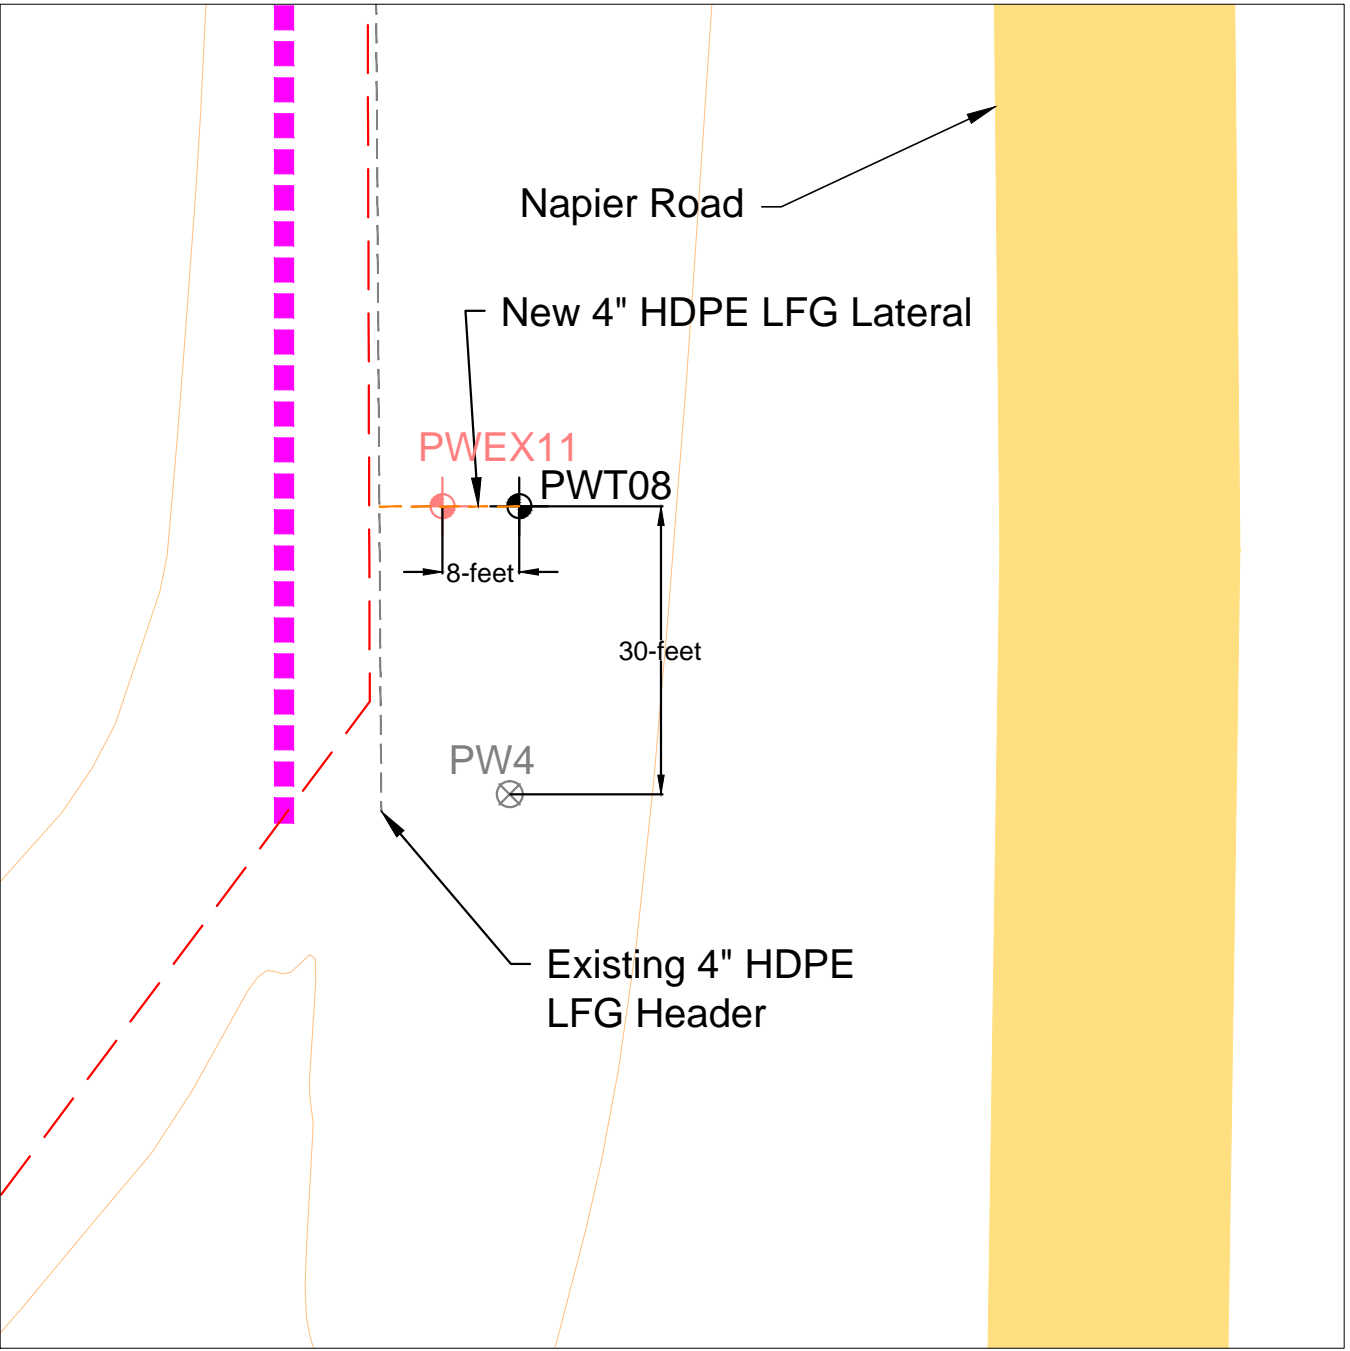 Napier Road
New 4" HDPE LFG Lateral
PWEX11
PWT08
8-feet
30-feet
PW4
Existing 4" HDPE
LFG Header